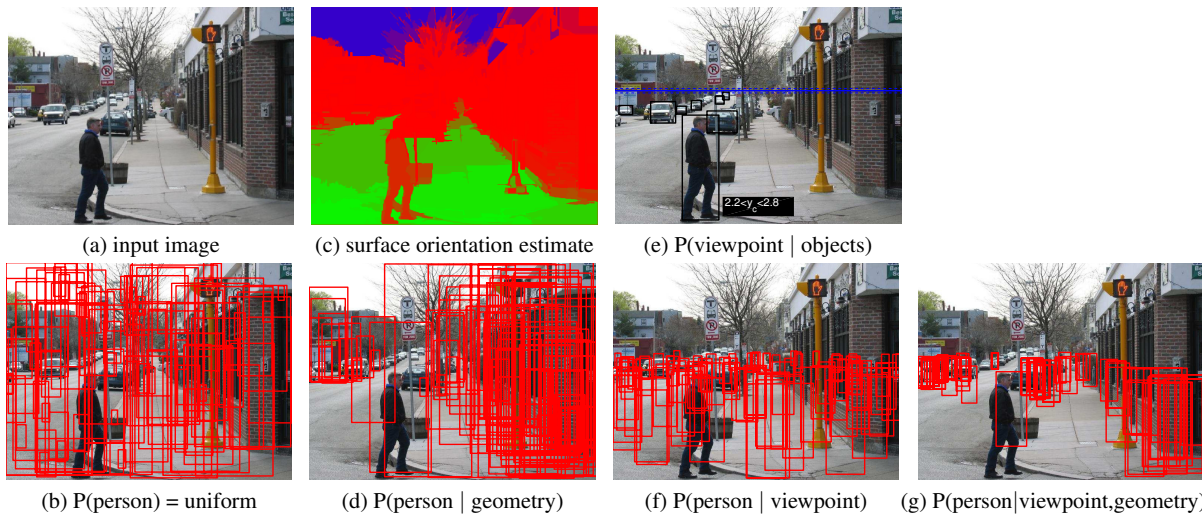 (a) input image
(c) surface orientation estimate
2.2<y_c<2.8
(e) P(viewpoint | objects)
(b) P(person) = uniform
(d) P(person | geometry)
(f) P(person | viewpoint)
(g) P(person|viewpoint,geometry)